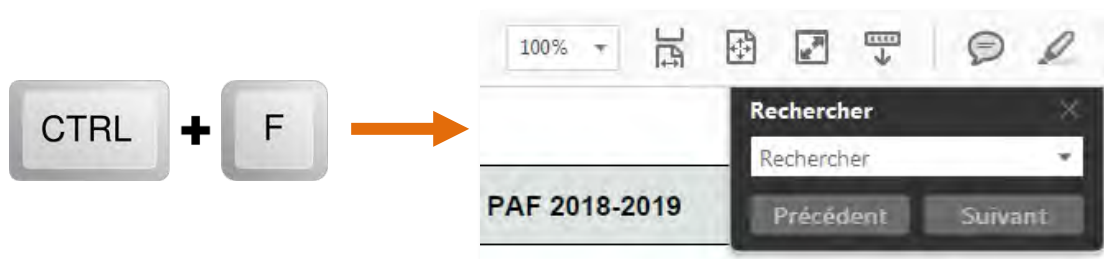 CTRL + F
100%
Rechercher
Rechercher
PAF 2018-2019
Précédent Suivant